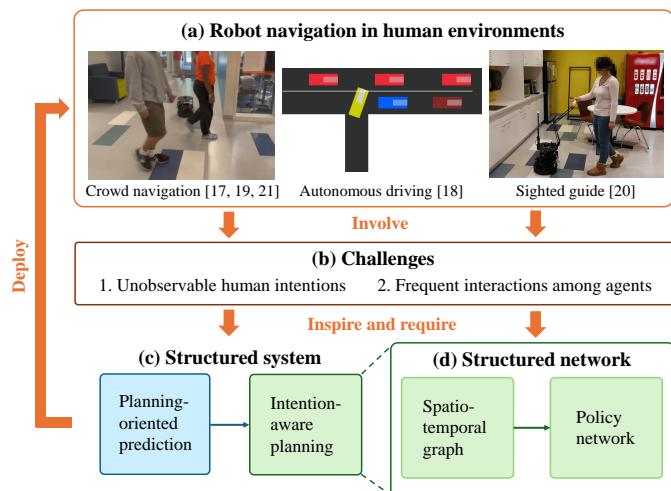 (a) Robot navigation in human environments
Crowd navigation [17, 19, 21]
Autonomous driving [18]
Sighted guide [20]
Deploy
Involve
(b) Challenges
1. Unobservable human intentions
2. Frequent interactions among agents
Inspire and require
(c) Structured system
Planning-
oriented
prediction
Intention-
aware
planning
(d) Structured network
Spatio-
temporal
graph
Policy
network